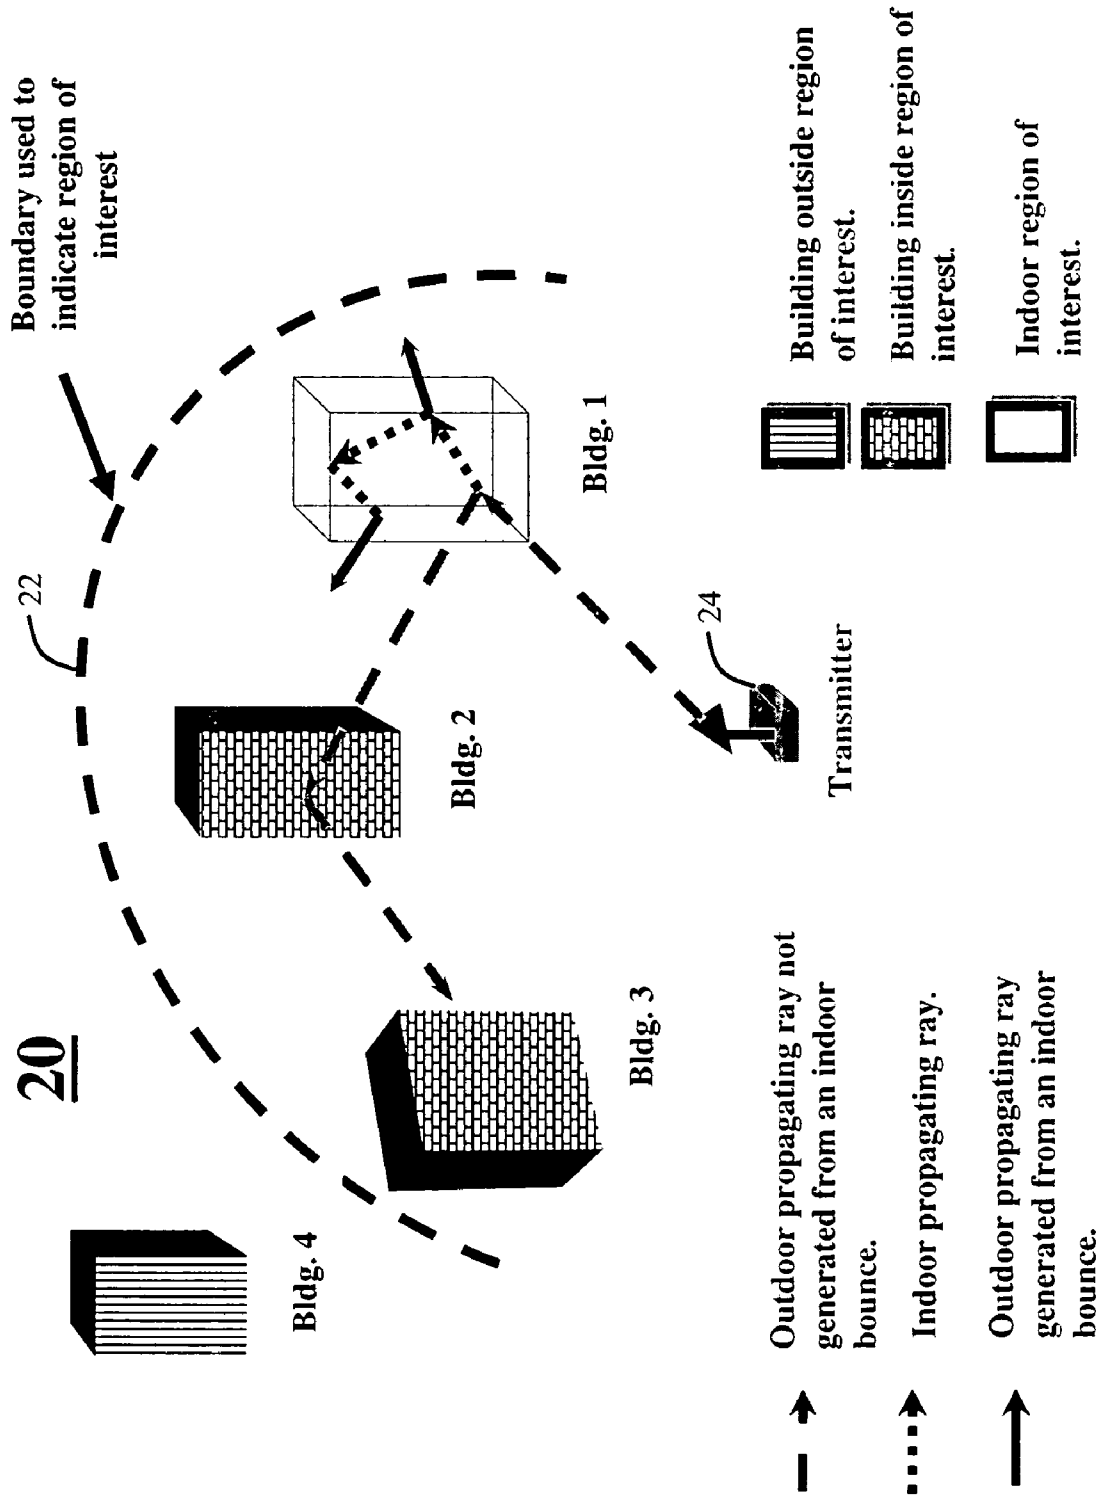 20
Boundary used to
indicate region of
interest
22
Bldg. 4
Bldg. 3
Bldg. 2
Bldg. 1
24
Transmitter
Outdoor propagating ray not
generated from an indoor
bounce.
Indoor propagating ray.
Outdoor propagating ray
generated from an indoor
bounce.
Building outside region
of interest.
Building inside region of
interest.
Indoor region of
interest.